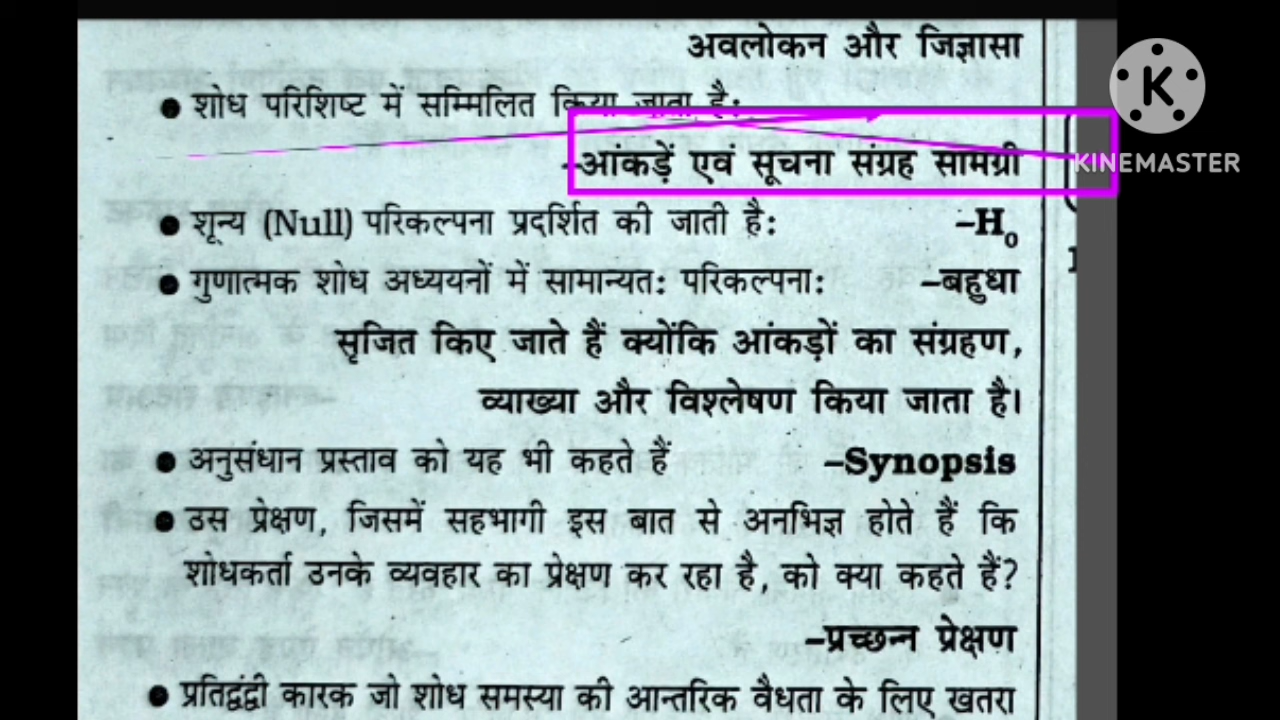 अवलोकन और जिज्ञासा
● शोध परिशिष्ट में सम्मिलित किया जाता है:
–आंकड़ें एवं सूचना संग्रह सामग्री
● शून्य (Null) परिकल्पना प्रदर्शित की जाती है: –H₀
● गुणात्मक शोध अध्ययनों में सामान्यत: परिकल्पना: –बहुधा
सृजित किए जाते हैं क्योंकि आंकड़ों का संग्रहण,
व्याख्या और विश्लेषण किया जाता है।
● अनुसंधान प्रस्ताव को यह भी कहते हैं –Synopsis
● उस प्रेक्षण, जिसमें सहभागी इस बात से अनभिज्ञ होते हैं कि
शोधकर्ता उनके व्यवहार का प्रेक्षण कर रहा है, को क्या कहते हैं?
–प्रच्छन्न प्रेक्षण
● प्रतिद्वंद्वी कारक जो शोध समस्या की आन्तरिक वैधता के लिए खतरा
K
KINEMASTER